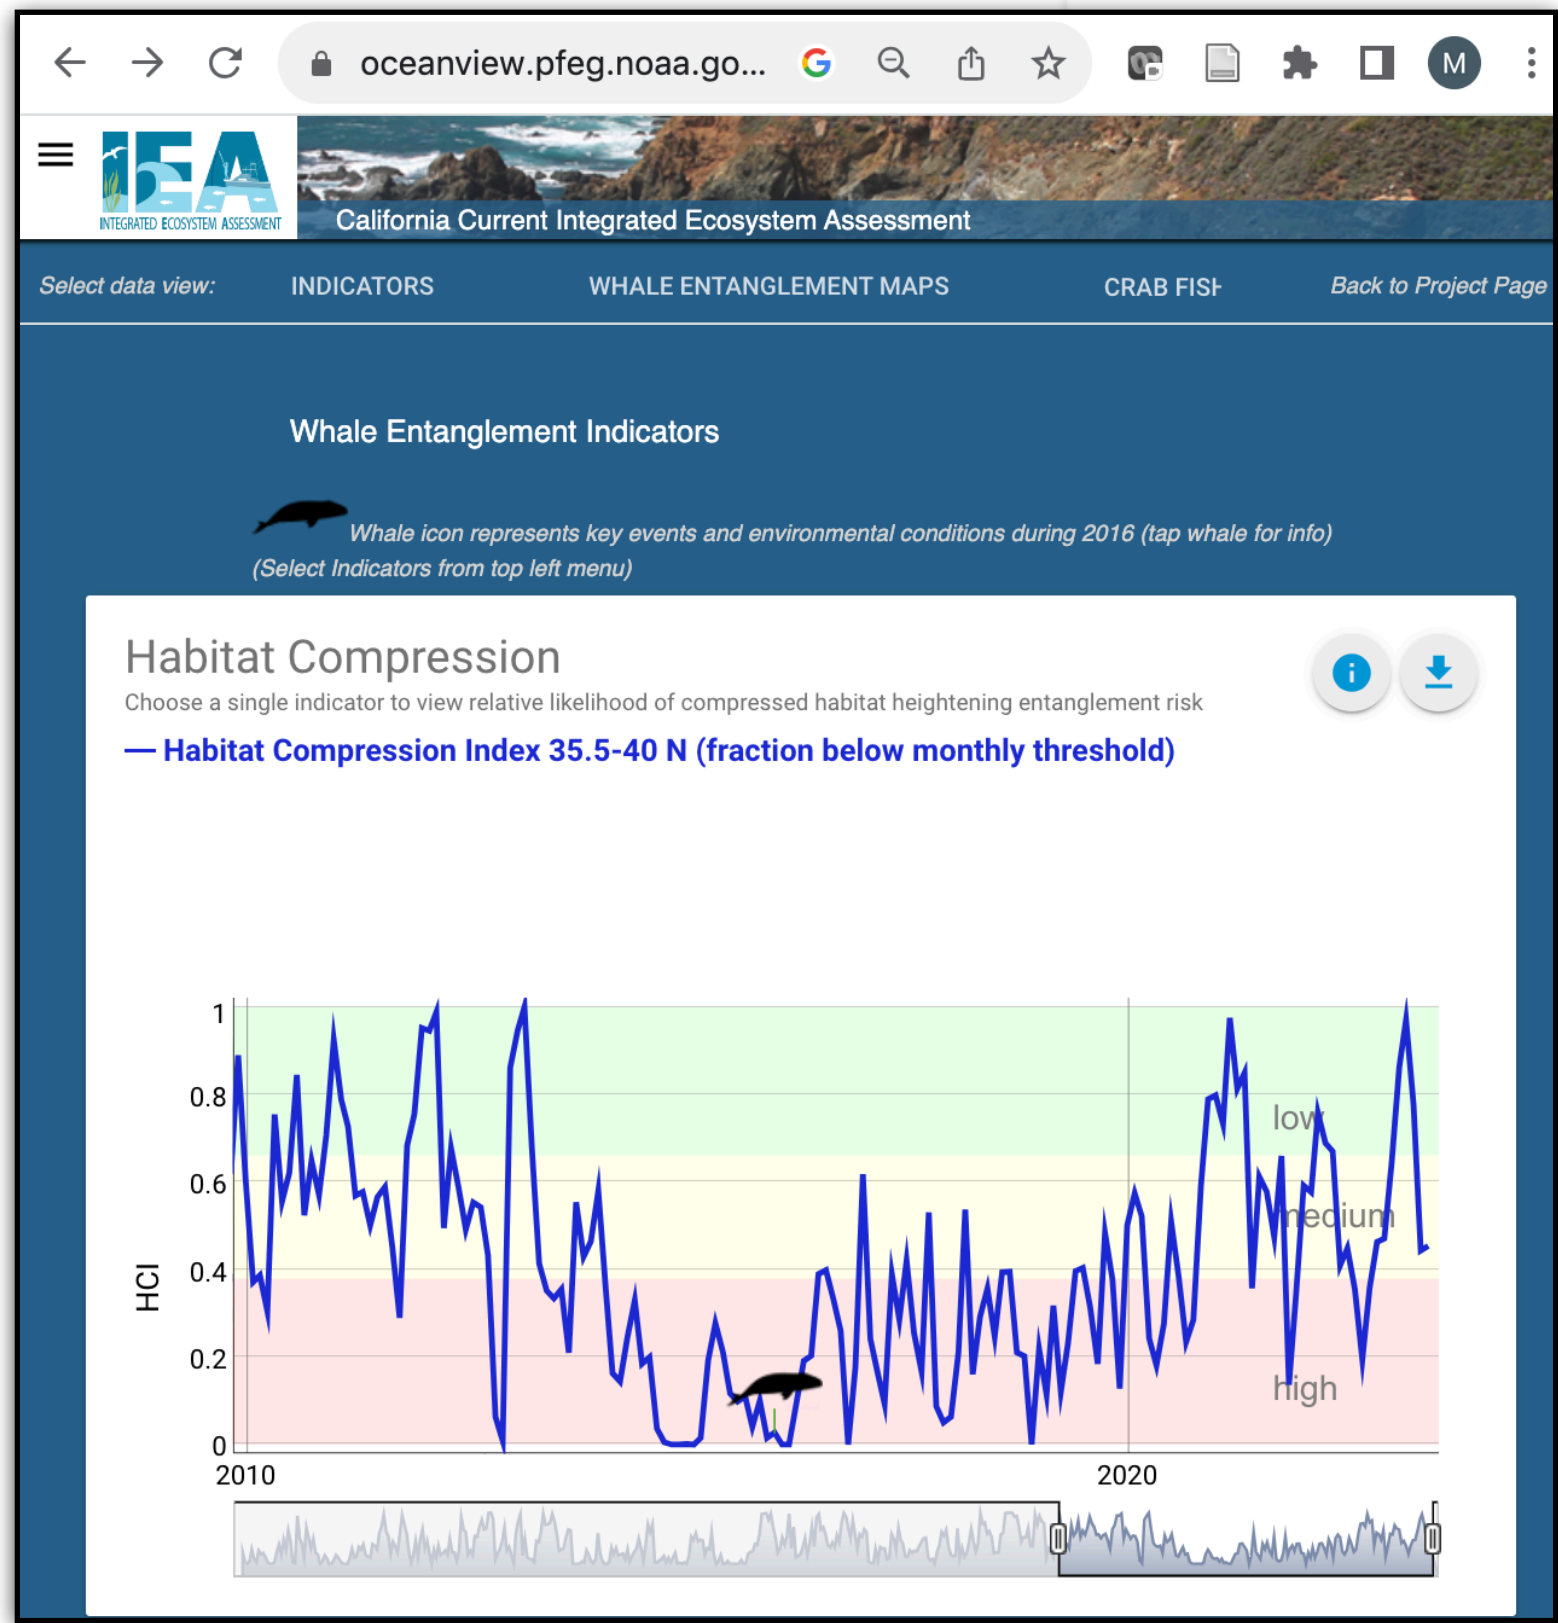 oceanview.pfeg.noaa.go...
M
IEA
INTEGRATED ECOSYSTEM ASSESSMENT
California Current Integrated Ecosystem Assessment
Select data view:
INDICATORS
WHALE ENTANGLEMENT MAPS
CRAB FISH
Back to Project Page
Whale Entanglement Indicators
Whale icon represents key events and environmental conditions during 2016 (tap whale for info)
(Select Indicators from top left menu)
Habitat Compression
Choose a single indicator to view relative likelihood of compressed habitat heightening entanglement risk
Habitat Compression Index 35.5-40 N (fraction below monthly threshold)
1
0.8
low
0.6
medium
0.4
HCI
0.2
high
0
2010
2020